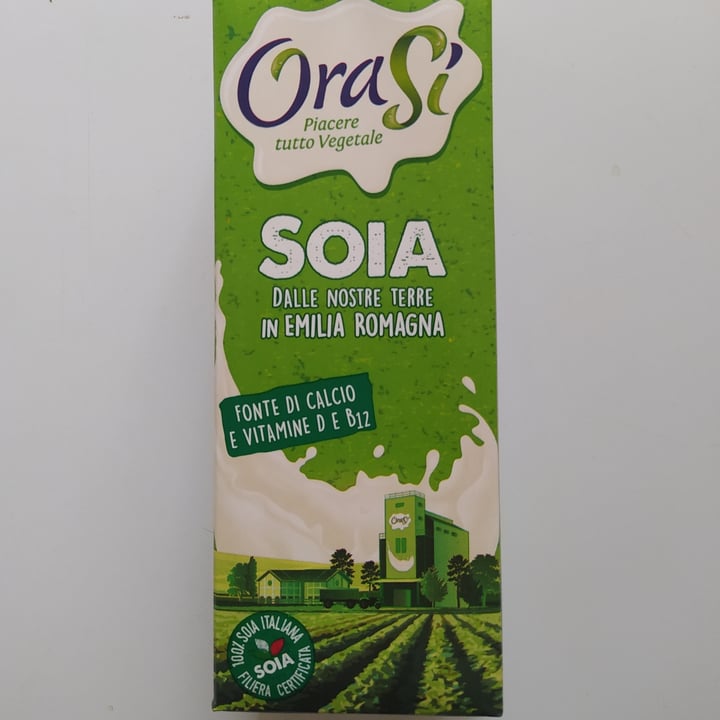 OraSì
Piacere
tutto Vegetale
SOIA
DALLE NOSTRE TERRE
IN EMILIA ROMAGNA
FONTE DI CALCIO
E VITAMINE D E B12
OraSì
100% SOIA ITALIANA
SOIA
FILIERA CERTIFICATA